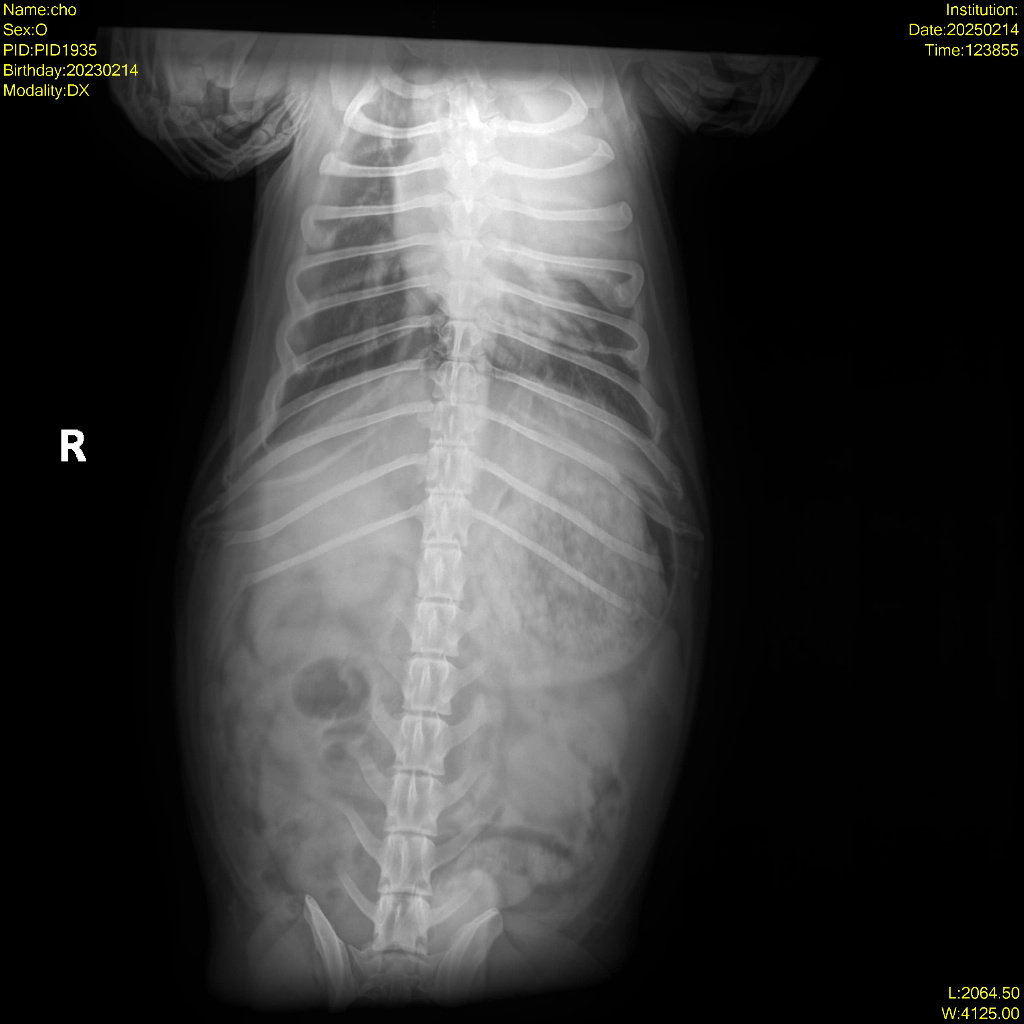 Name:cho
Sex:O
PID:PID1935
Birthday:20230214
Modality:DX
Institution:
Date:20250214
Time:123855
R
L:2064.50
W:4125.00